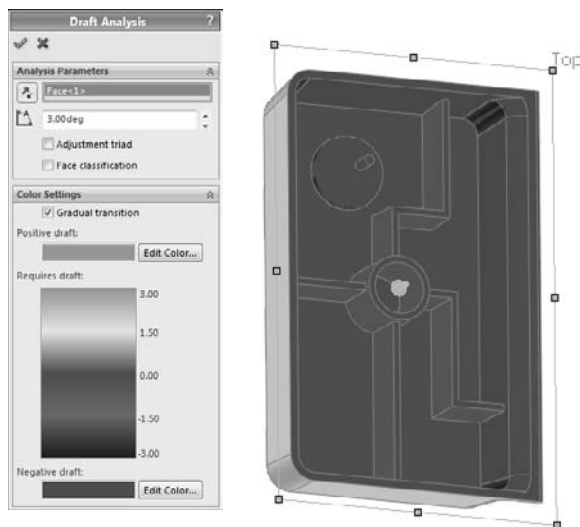 Draft Analysis ?
Analysis Parameters
Face<1>
3.00deg
Adjustment triad
Face classification
Color Settings
Gradual transition
Positive draft:
Edit Color...
Requires draft:
3.00
1.50
0.00
-1.50
-3.00
Negative draft:
Edit Color...
Top